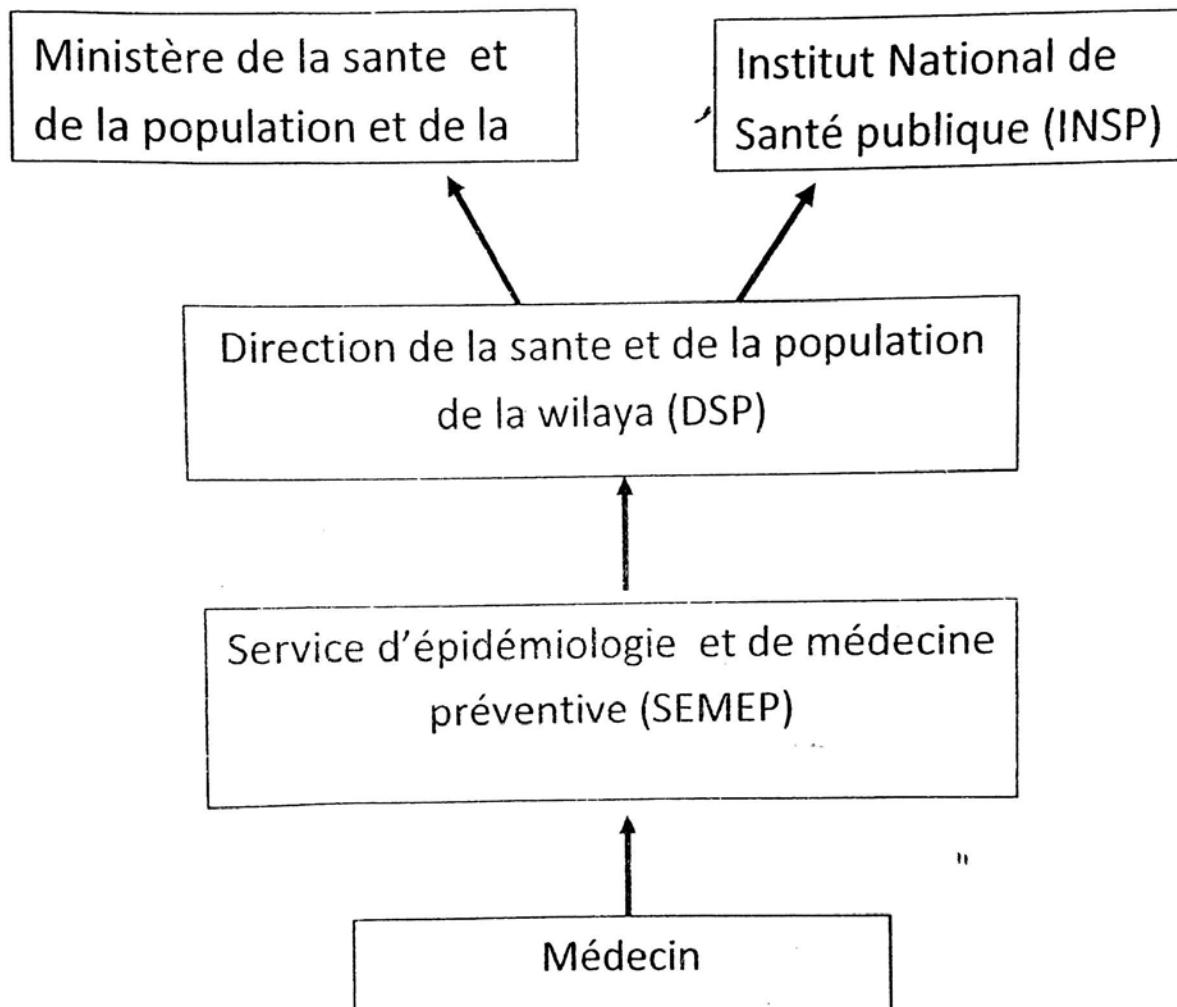 Ministère de la sante et
de la population et de la
Institut National de
Santé publique (INSP)
Direction de la sante et de la population
de la wilaya (DSP)
Service d'épidémiologie et de médecine
préventive (SEMEP)
Médecin